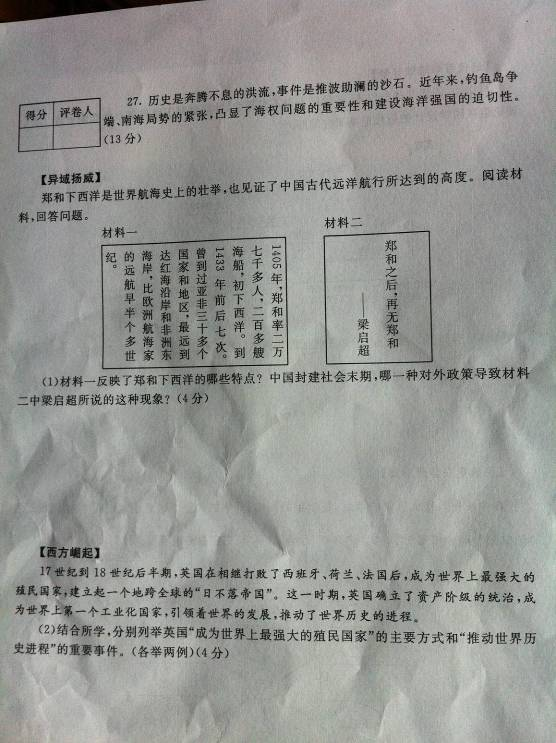 得分 评卷人
27. 历史是奔腾不息的洪流,事件是推波助澜的沙石。近年来,钓鱼岛争
端、南海局势的紧张,凸显了海权问题的重要性和建设海洋强国的迫切性。
(13分)
【异域扬威】
郑和下西洋是世界航海史上的壮举,也见证了中国古代远洋航行所达到的高度。阅读材
料,回答问题。
材料一
1405年,郑和率二万
七千多人,二百多艘
海船,初下西洋。到
1433年前后七次。
曾到过亚非三十多个
国家和地区,最远到
达红海沿岸和非洲东
海岸,比欧洲航海家
的远航早半个多世
纪。
材料二
郑和之后,再无郑和
——梁启超
(1)材料一反映了郑和下西洋的哪些特点?中国封建社会末期,哪一种对外政策导致材料
二中梁启超所说的这种现象?(4分)
【西方崛起】
17世纪到18世纪后半期,英国在相继打败了西班牙、荷兰、法国后,成为世界上最强大的
殖民国家,建立起一个地跨全球的“日不落帝国”。这一时期,英国确立了资产阶级的统治,成
为世界上第一个工业化国家,引领着世界的发展,推动了世界历史的进程。
(2)结合所学,分别列举英国“成为世界上最强大的殖民国家”的主要方式和“推动世界历
史进程”的重要事件。(各举两例)(4分)